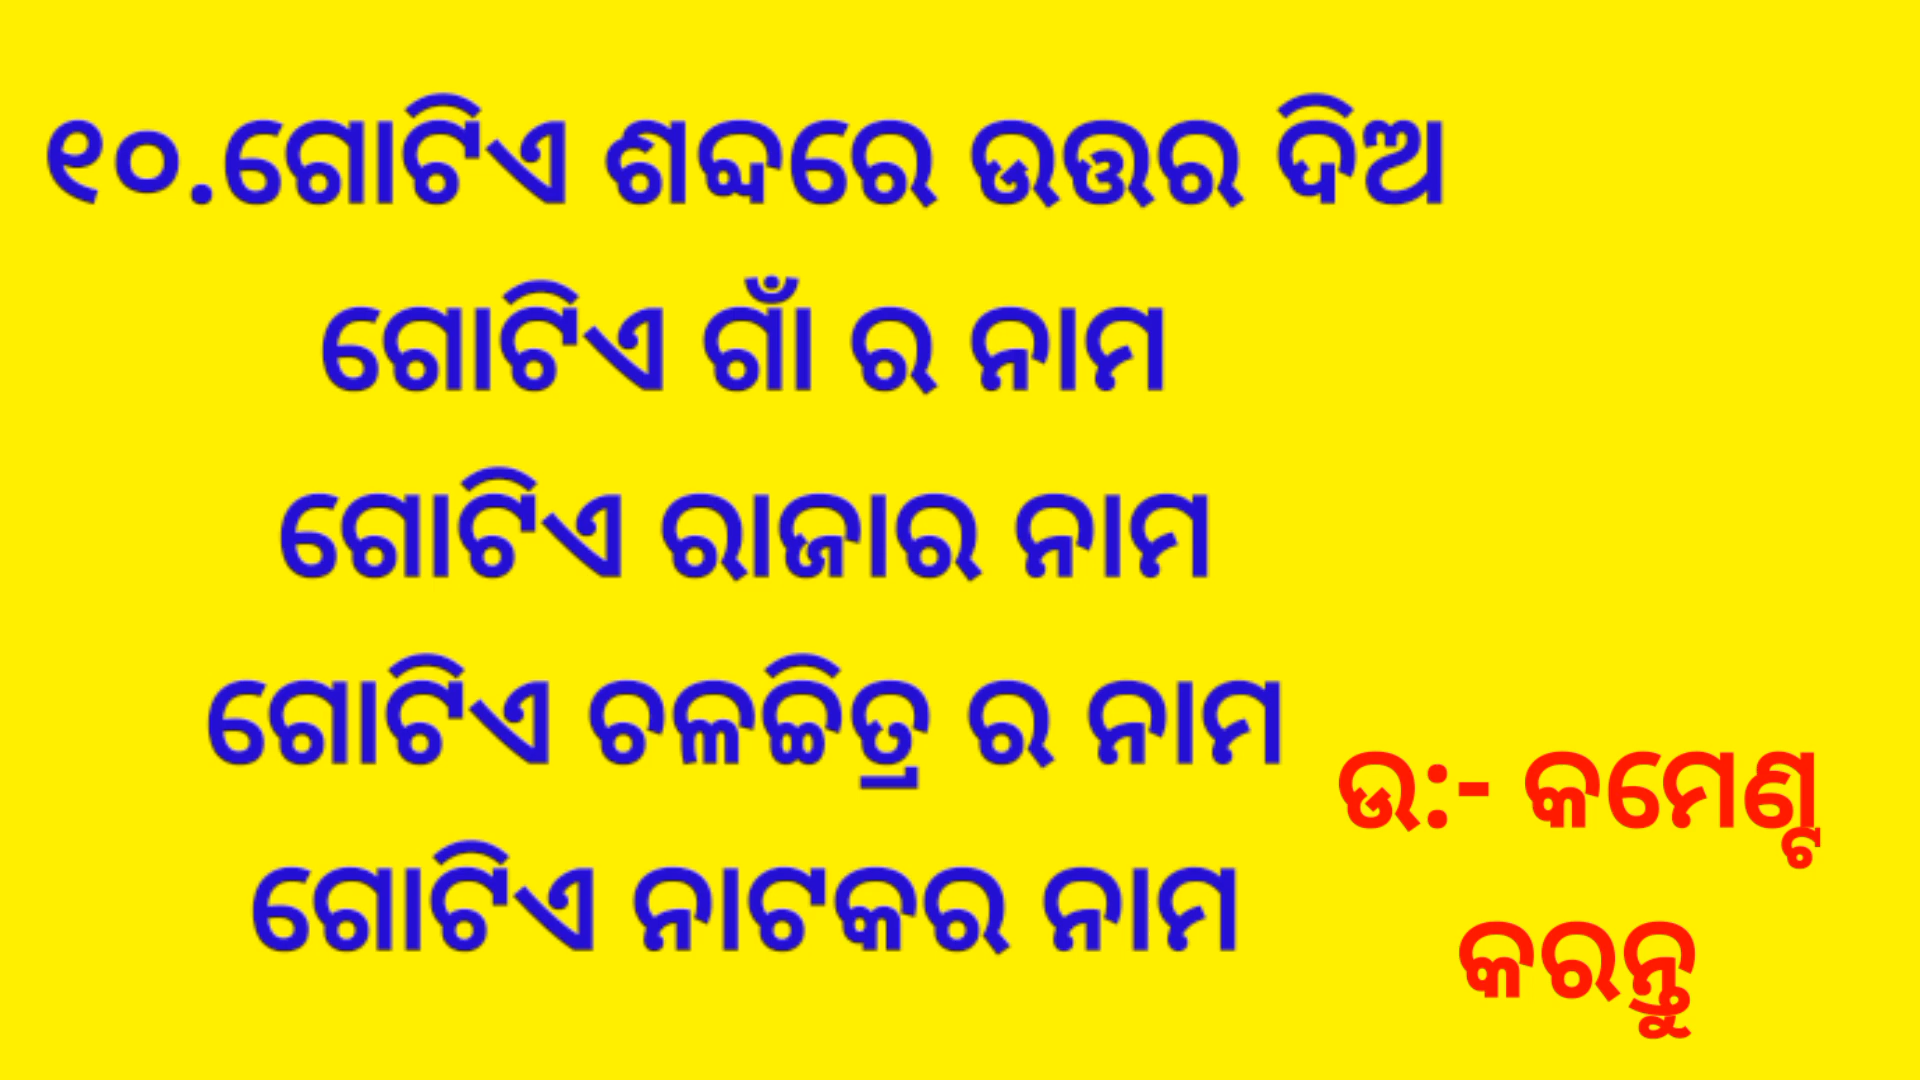 ୧୦.ଗୋଟିଏ ଶବ୍ଦରେ ଉତ୍ତର ଦିଅ
ଗୋଟିଏ ଗାଁ ର ନାମ
ଗୋଟିଏ ରାଜାର ନାମ
ଗୋଟିଏ ଚଳଚ୍ଚିତ୍ର ର ନାମ
ଗୋଟିଏ ନାଟକର ନାମ
ଉ:- କମେଣ୍ଟ
କରନ୍ତୁ